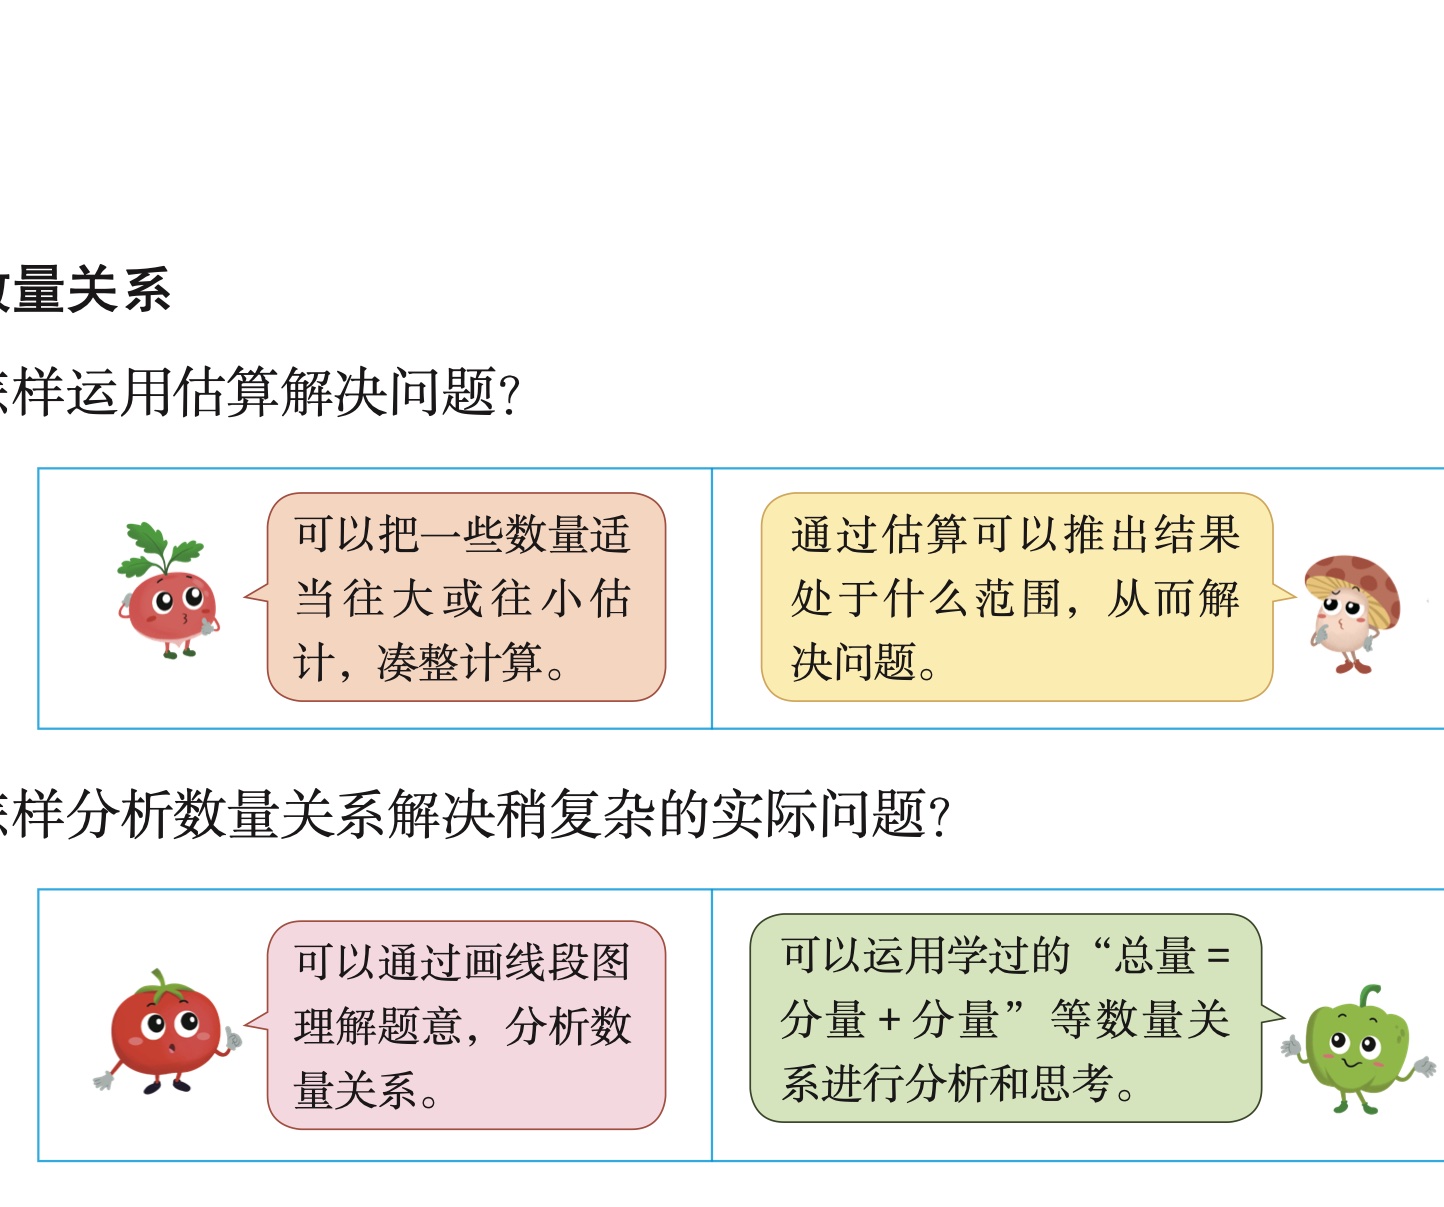 量关系
样运用估算解决问题？
可以把一些数量适
当往大或往小估
计，凑整计算。
通过估算可以推出结果
处于什么范围，从而解
决问题。
样分析数量关系解决稍复杂的实际问题？
可以通过画线段图
理解题意，分析数
量关系。
可以运用学过的“总量 =
分量 + 分量”等数量关
系进行分析和思考。